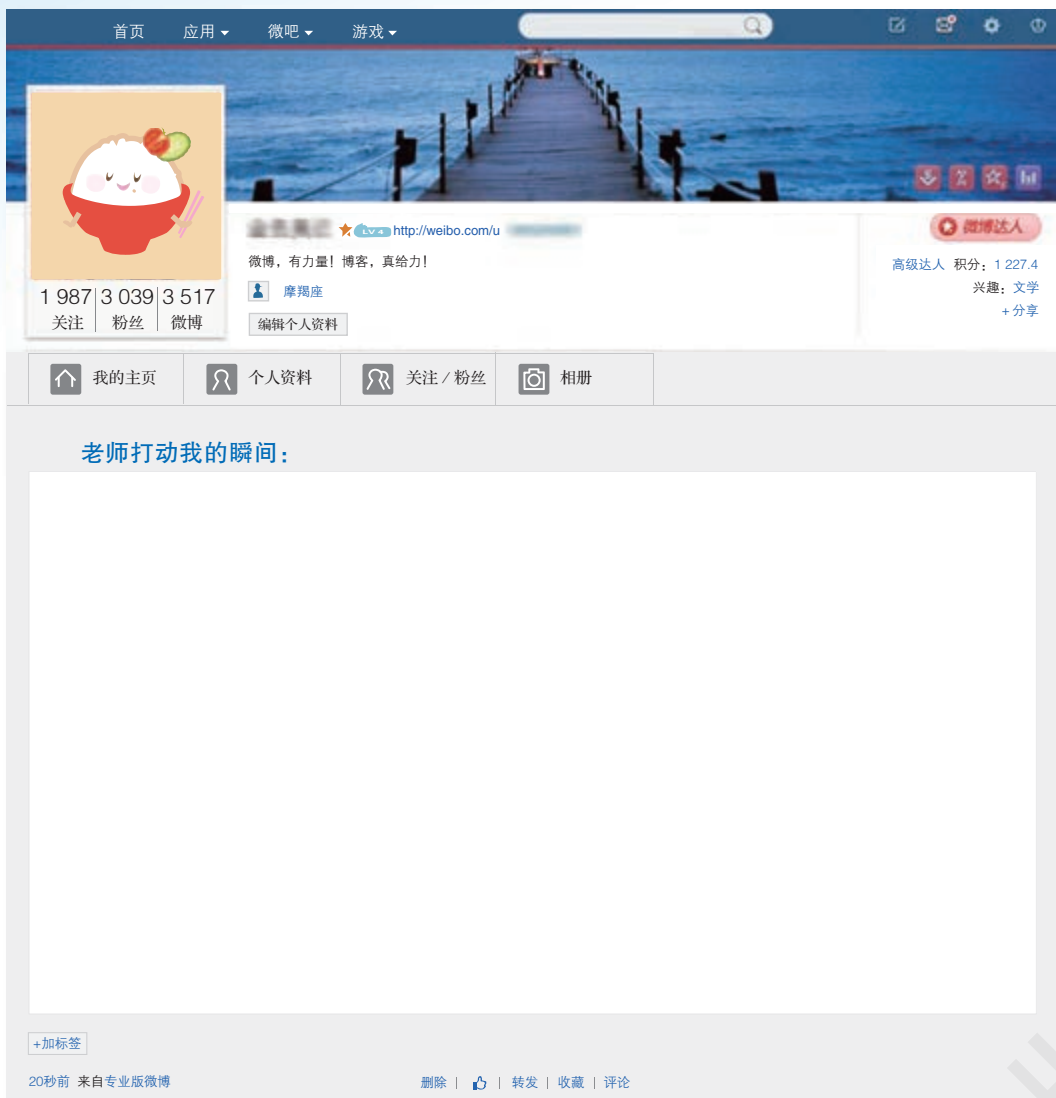 首页 应用 微吧 游戏
LV 4 http://weibo.com/u
微博达人
微博，有力量！博客，真给力！
高级达人 积分：1 227.4
摩羯座
兴趣：文学
1 987 3 039 3 517
+分享
关注 粉丝 微博
编辑个人资料
我的主页 个人资料 关注/粉丝 相册
老师打动我的瞬间：
+加标签
20秒前 来自专业版微博 删除 | | 转发 | 收藏 | 评论